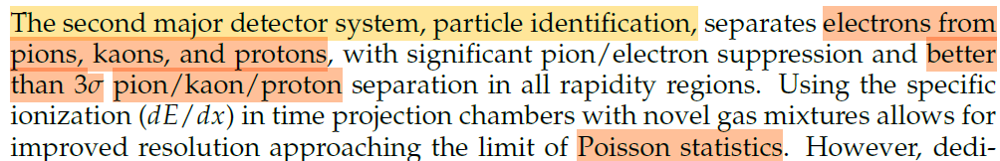 The second major detector system, particle identification, separates electrons from
pions, kaons, and protons, with significant pion/electron suppression and better
than 3σ pion/kaon/proton separation in all rapidity regions. Using the specific
ionization (dE/dx) in time projection chambers with novel gas mixtures allows for
improved resolution approaching the limit of Poisson statistics. However, dedi-